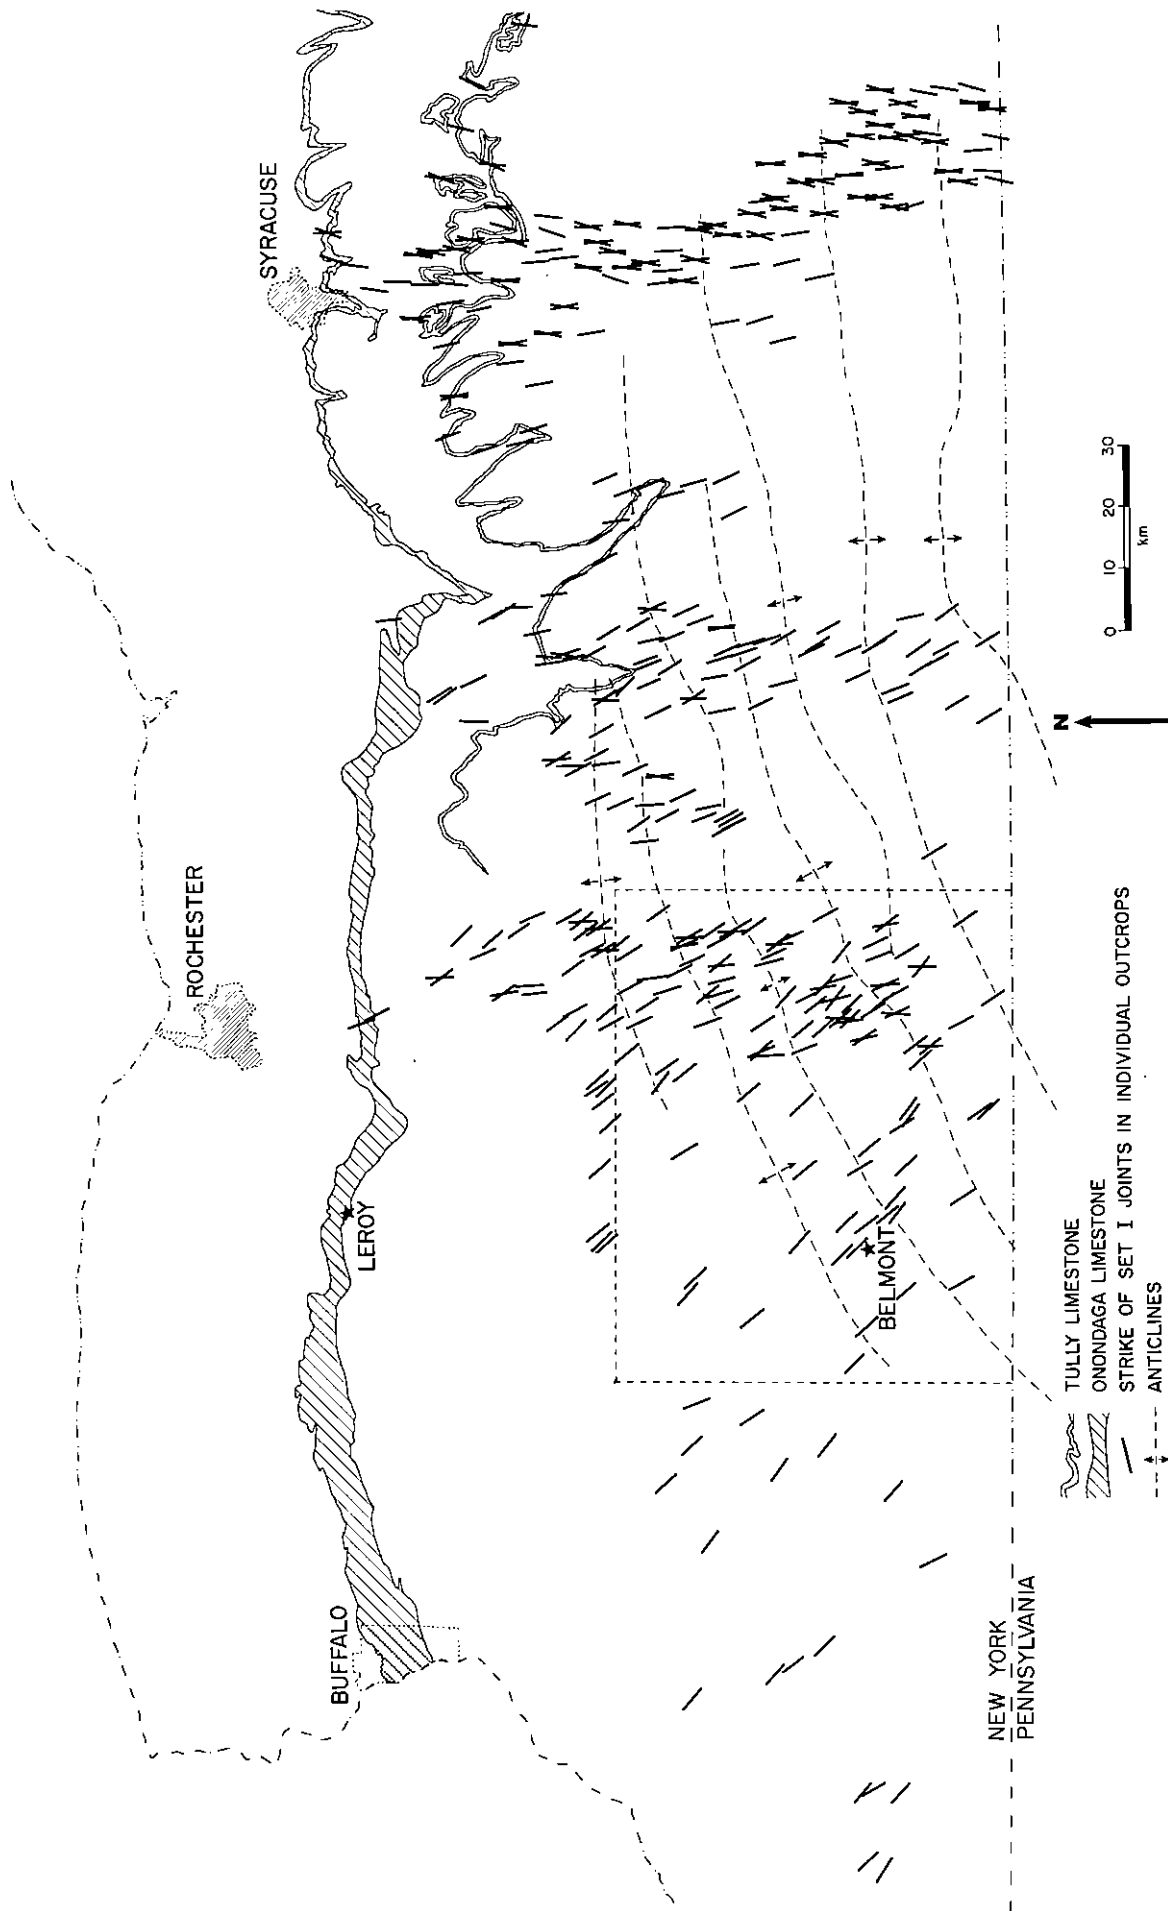 SYRACUSE
ROCHESTER
LEROY
BUFFALO
BELMONT
N
NEW YORK
PENNSYLVANIA
0 10 20 30
km
TULLY LIMESTONE
ONONDAGA LIMESTONE
STRIKE OF SET I JOINTS IN INDIVIDUAL OUTCROPS
ANTICLINES